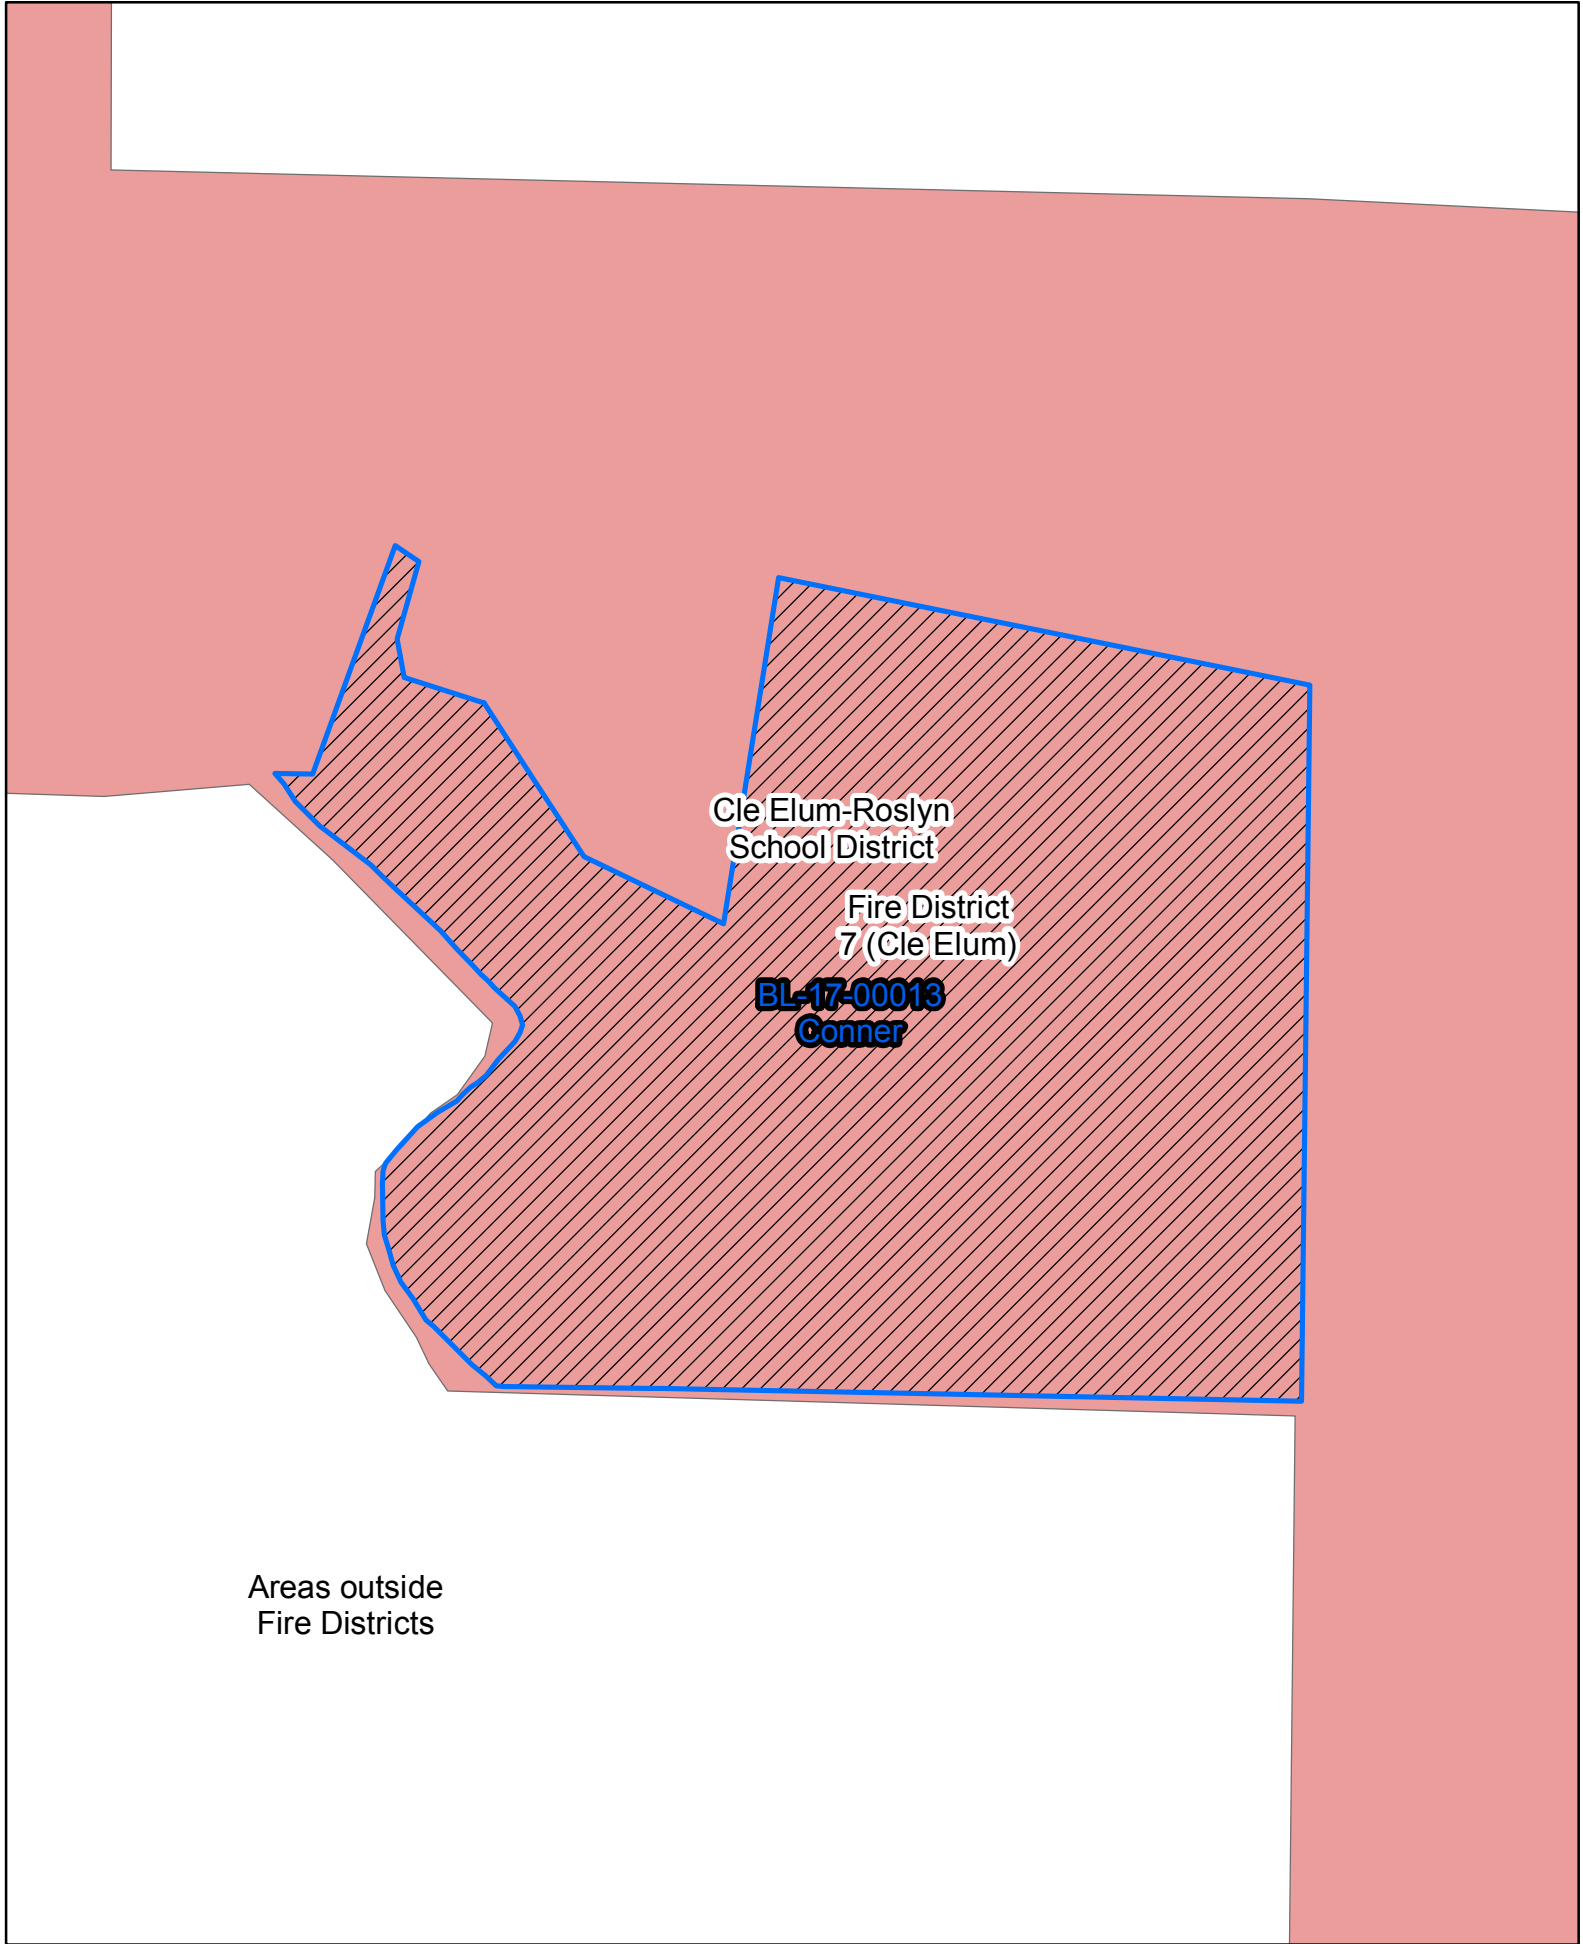 Cle Elum-Roslyn
School District
Fire District
7 (Cle Elum)
BL-17-00013
Conner
Areas outside
Fire Districts